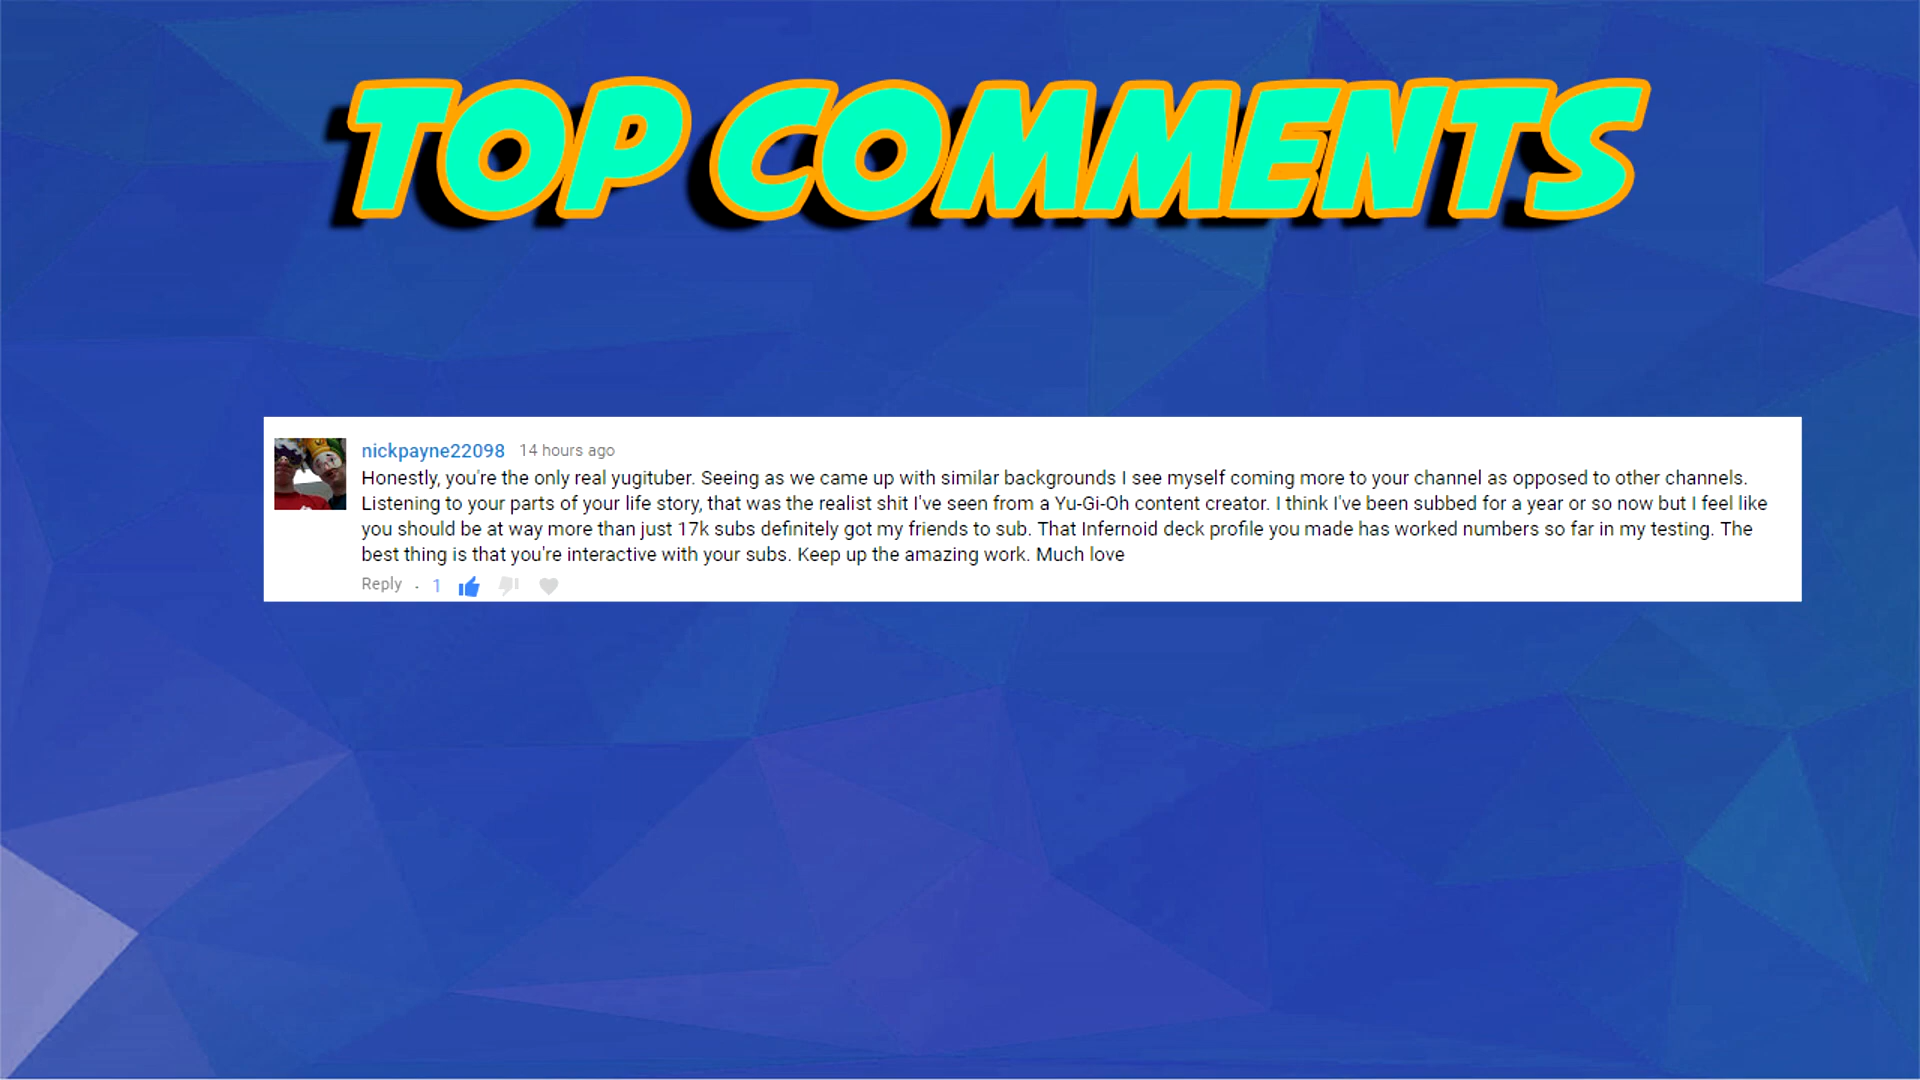 TOP COMMENTS
nickpayne22098 14 hours ago
Honestly, you're the only real yugituber. Seeing as we came up with similar backgrounds I see myself coming more to your channel as opposed to other channels.
Listening to your parts of your life story, that was the realist shit I've seen from a Yu-Gi-Oh content creator. I think I've been subbed for a year or so now but I feel like
you should be at way more than just 17k subs definitely got my friends to sub. That Infernoid deck profile you made has worked numbers so far in my testing. The
best thing is that you're interactive with your subs. Keep up the amazing work. Much love
Reply · 1